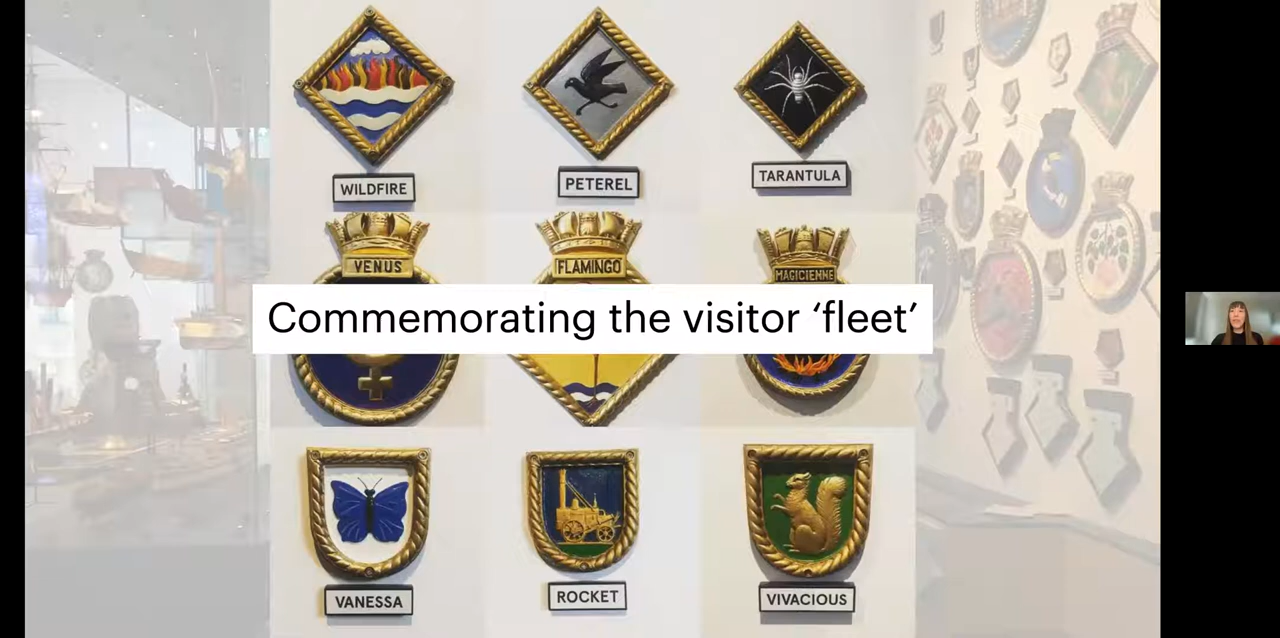 WILDFIRE
PETEREL
TARANTULA
VENUS
FLAMINGO
MAGICIENNE
Commemorating the visitor ‘fleet’
VANESSA
ROCKET
VIVACIOUS